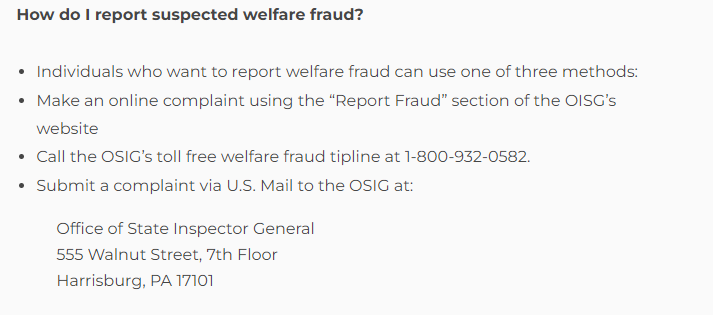 How do I report suspected welfare fraud?
• Individuals who want to report welfare fraud can use one of three methods:
• Make an online complaint using the “Report Fraud” section of the OISG’s
website
• Call the OSIG’s toll free welfare fraud tipline at 1-800-932-0582.
• Submit a complaint via U.S. Mail to the OSIG at:
Office of State Inspector General
555 Walnut Street, 7th Floor
Harrisburg, PA 17101